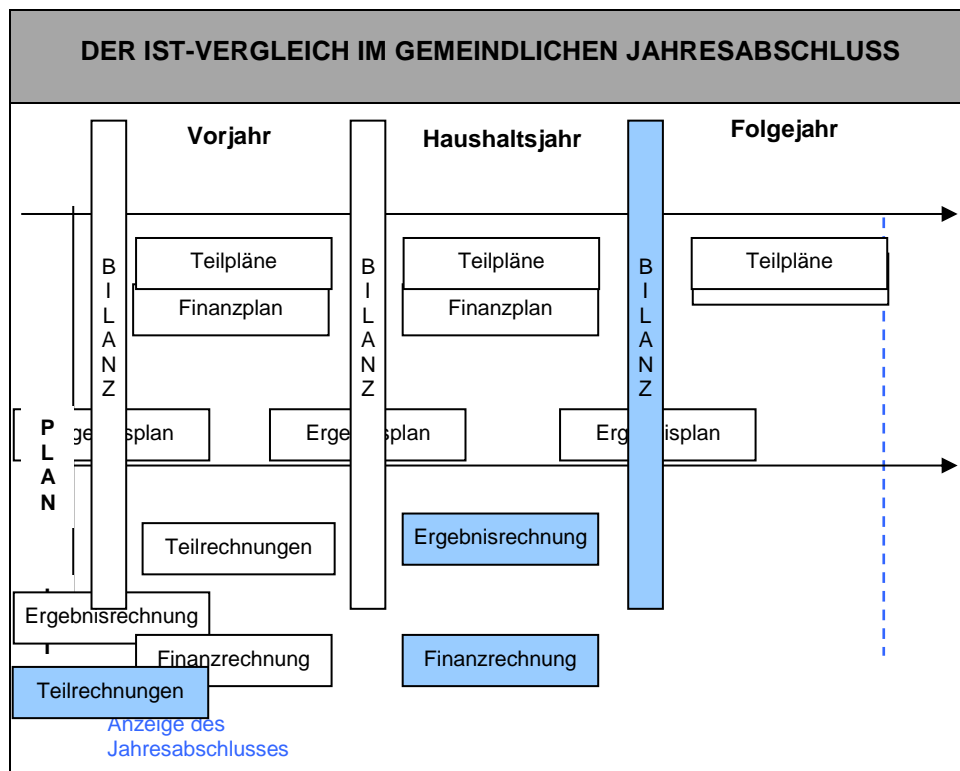 DER IST-VERGLEICH IM GEMEINDLICHEN JAHRESABSCHLUSS
Vorjahr
Haushaltsjahr
Folgejahr
BILANZ
BILANZ
BILANZ
Teilpläne
Teilpläne
Teilpläne
Finanzplan
Finanzplan
PLAN
Teilrechnungen
Ergebnisrechnung
Ergebnisrechnung
Finanzrechnung
Finanzrechnung
Teilrechnungen
Anzeige des
Jahresabschlusses